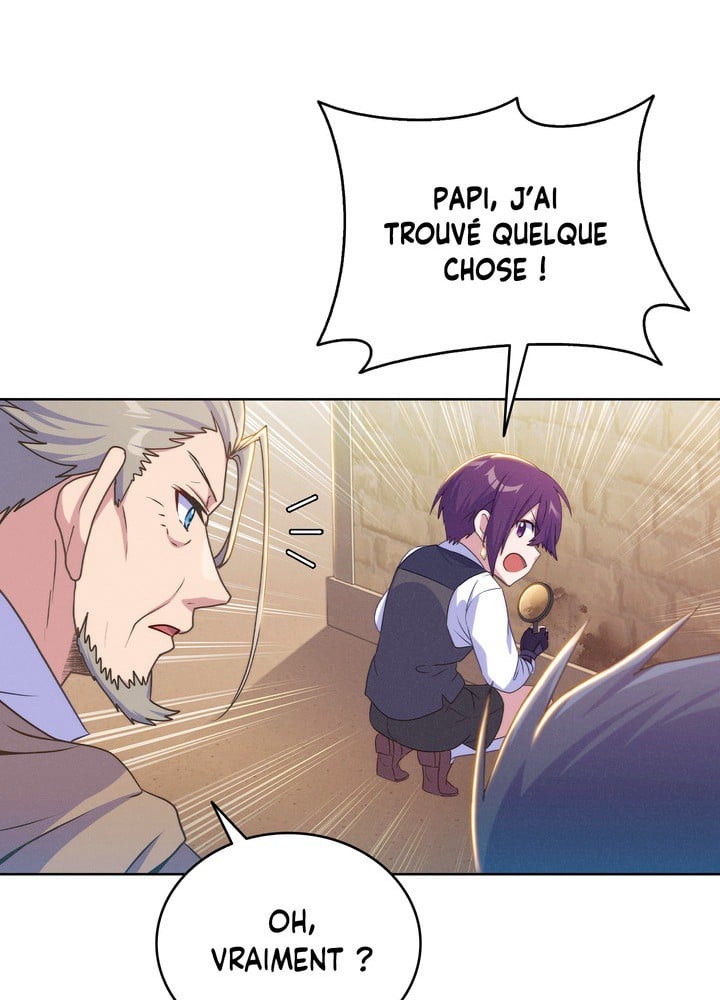 PAPI, J'AI
TROUVÉ QUELQUE
CHOSE !
OH,
VRAIMENT ?